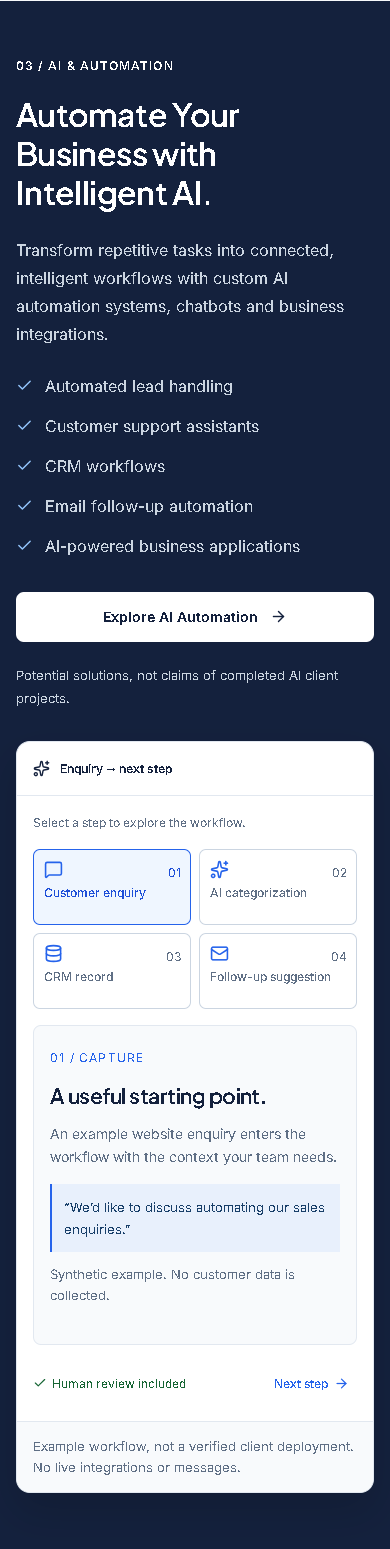 03 / AI & AUTOMATION
Automate Your
Business with
Intelligent AI.
Transform repetitive tasks into connected,
intelligent workflows with custom AI
automation systems, chatbots and business
integrations.
Automated lead handling
Customer support assistants
CRM workflows
Email follow-up automation
AI-powered business applications
Explore AI Automation →
Potential solutions, not claims of completed AI client
projects.
Enquiry → next step
Select a step to explore the workflow.
01
Customer enquiry
02
AI categorization
03
CRM record
04
Follow-up suggestion
01 / CAPTURE
A useful starting point.
An example website enquiry enters the
workflow with the context your team needs.
“We’d like to discuss automating our sales
enquiries.”
Synthetic example. No customer data is
collected.
Human review included
Next step →
Example workflow, not a verified client deployment.
No live integrations or messages.